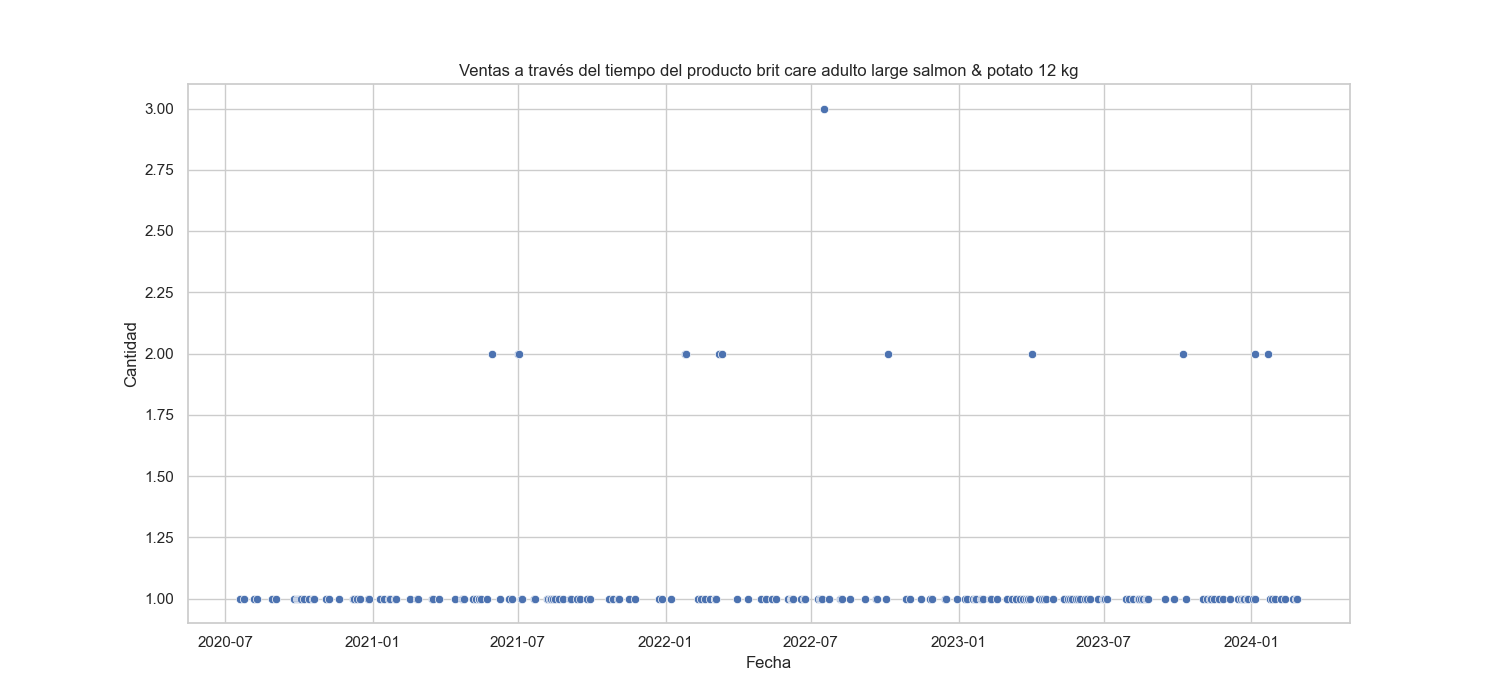 Ventas a través del tiempo del producto brit care adulto large salmon & potato 12 kg
3.00
2.75
2.50
2.25
2.00
1.75
1.50
1.25
1.00
Cantidad
2020-07 2021-01 2021-07 2022-01 2022-07 2023-01 2023-07 2024-01
Fecha